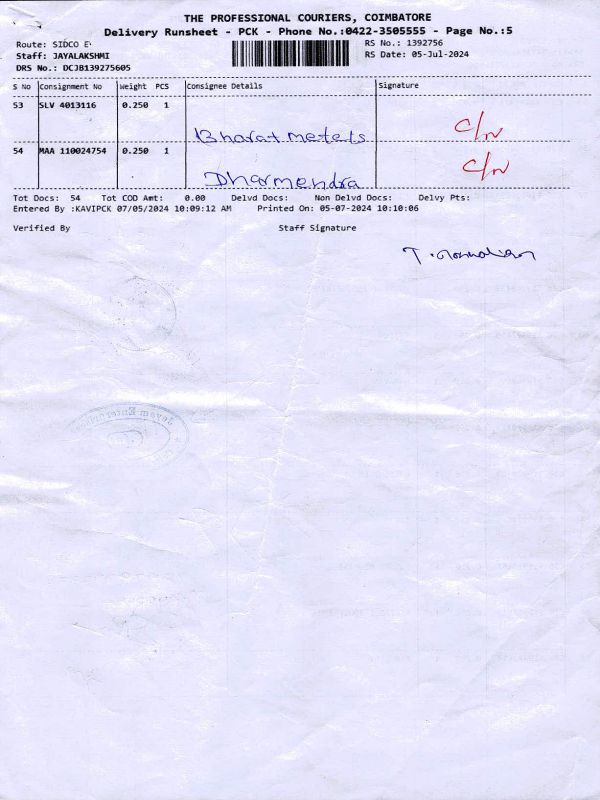 THE PROFESSIONAL COURIERS, COIMBATORE
Delivery Runsheet - PCK - Phone No.:0422-3505555 - Page No.:5
Route: SIDCO E
RS No.: 1392756
Staff: JAYALAKSHMI
RS Date: 05-Jul-2024
DRS No.: DCJB139275605
S No Consignment No Weight PCS Consignee Details Signature
53 SLV 4013116 0.250 1
Bharat Metels C/N
54 MAA 110024754 0.250 1
Dharmendra C/N
Tot Docs: 54 Tot COD Amt: 0.00 Delvd Docs: Non Delvd Docs: Delvy Pts:
Entered By :KAVIPCK 07/05/2024 10:09:12 AM Printed On: 05-07-2024 10:10:06
Verified By Staff Signature